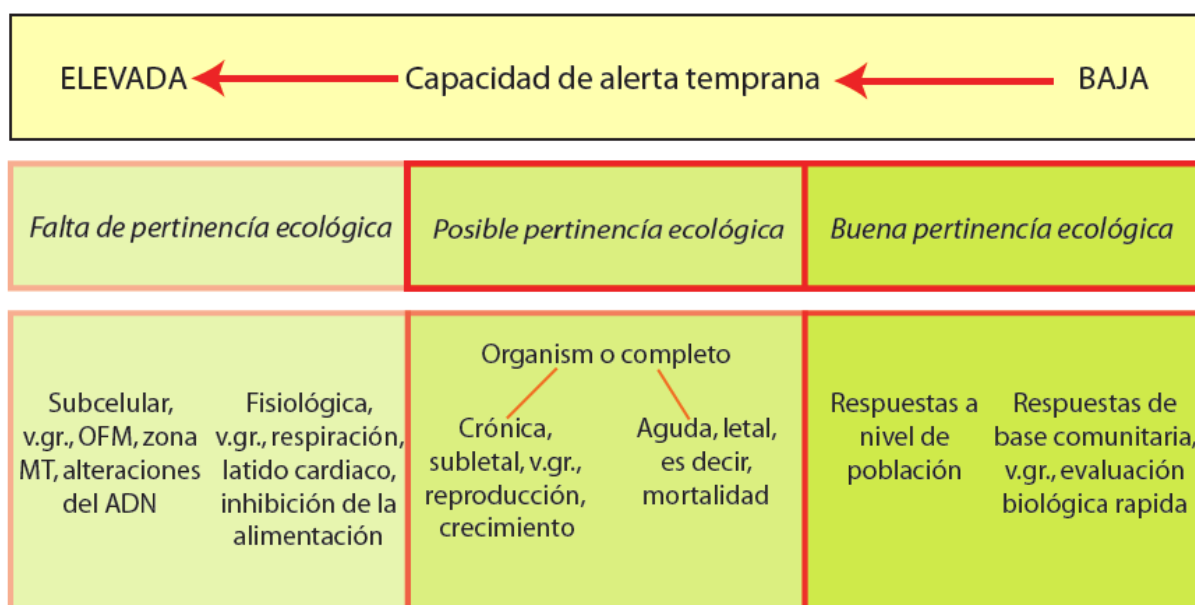 ELEVADA Capacidad de alerta temprana BAJA
Falta de pertinencía ecológica
Posible pertinencía ecológica
Buena pertinencía ecológica
Subcelular,
v.gr., OFM, zona
MT, alteraciones
del ADN
Fisiológica,
v.gr., respiración,
latido cardiaco,
inhibición de la
alimentación
Organism o completo
Crónica,
subletal, v.gr.,
reproducción,
crecimiento
Aguda, letal,
es decir,
mortalidad
Respuestas a
nivel de
población
Respuestas de
base comunitaria,
v.gr., evaluación
biológica rapida